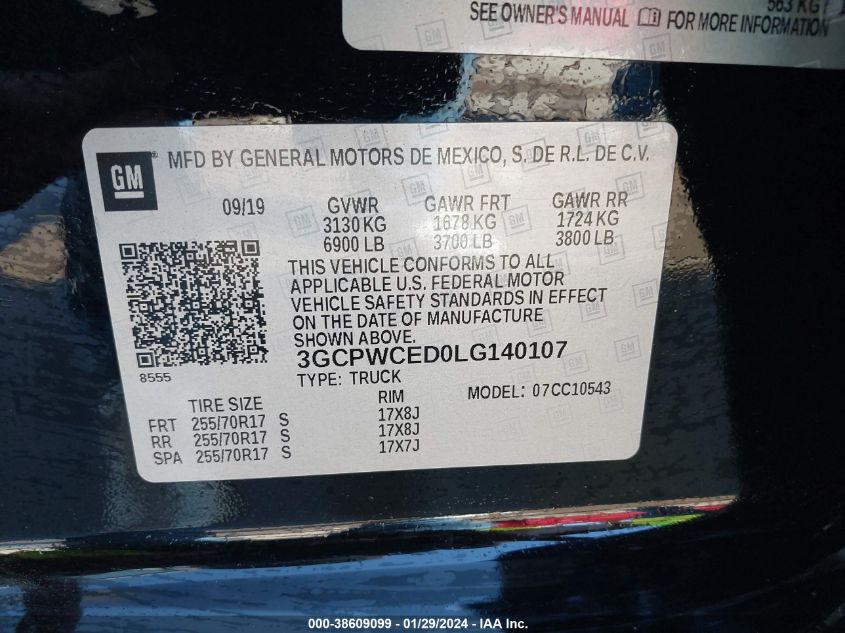 563 KG
SEE OWNER'S MANUAL FOR MORE INFORMATION
GM
MFD BY GENERAL MOTORS DE MEXICO, S. DE R.L. DE C.V.
09/19 GVWR GAWR FRT GAWR RR
3130 KG 1678 KG 1724 KG
6900 LB 3700 LB 3800 LB
THIS VEHICLE CONFORMS TO ALL
APPLICABLE U.S. FEDERAL MOTOR
VEHICLE SAFETY STANDARDS IN EFFECT
ON THE DATE OF MANUFACTURE
SHOWN ABOVE.
3GCPWCED0LG140107
8555
TYPE: TRUCK
MODEL: 07CC10543
TIRE SIZE RIM
FRT 255/70R17 S 17X8J
RR 255/70R17 S 17X8J
SPA 255/70R17 S 17X7J
000-38609099 - 01/29/2024 - IAA Inc.